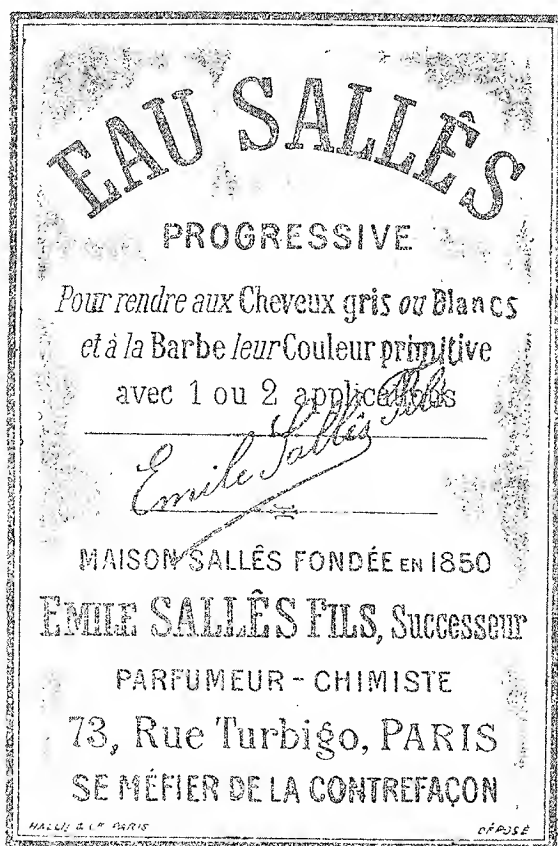 EAU SALLÊS
PROGRESSIVE
Pour rendre aux Cheveux gris ou Blancs
et à la Barbe leur Couleur primitive
avec 1 ou 2 applications
Emile Sallês Fils
MAISON SALLÊS FONDÉE EN 1850
EMILE SALLÊS FILS, Successeur
PARFUMEUR - CHIMISTE
73, Rue Turbigo, PARIS
SE MÉFIER DE LA CONTREFAÇON
PARIS
DÉPOSÉ